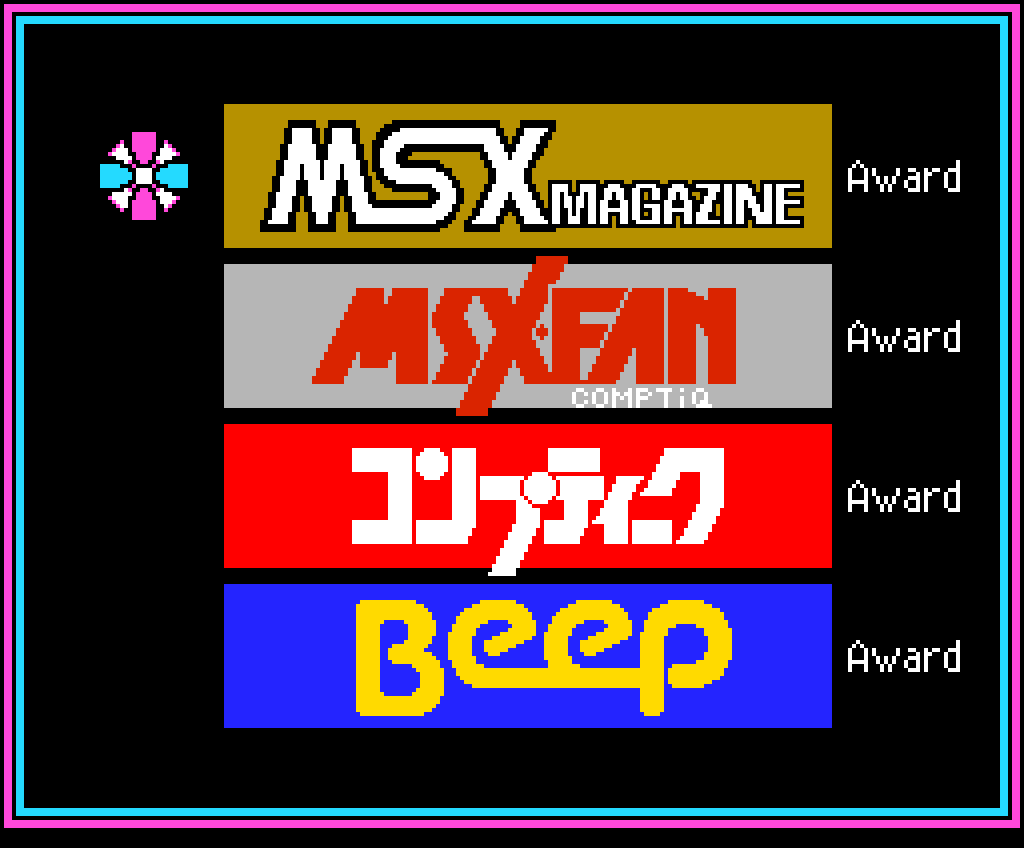 MSX MAGAZINE Award
MSX・FAN Award
COMPTiQ
コンプティーク Award
Beep Award